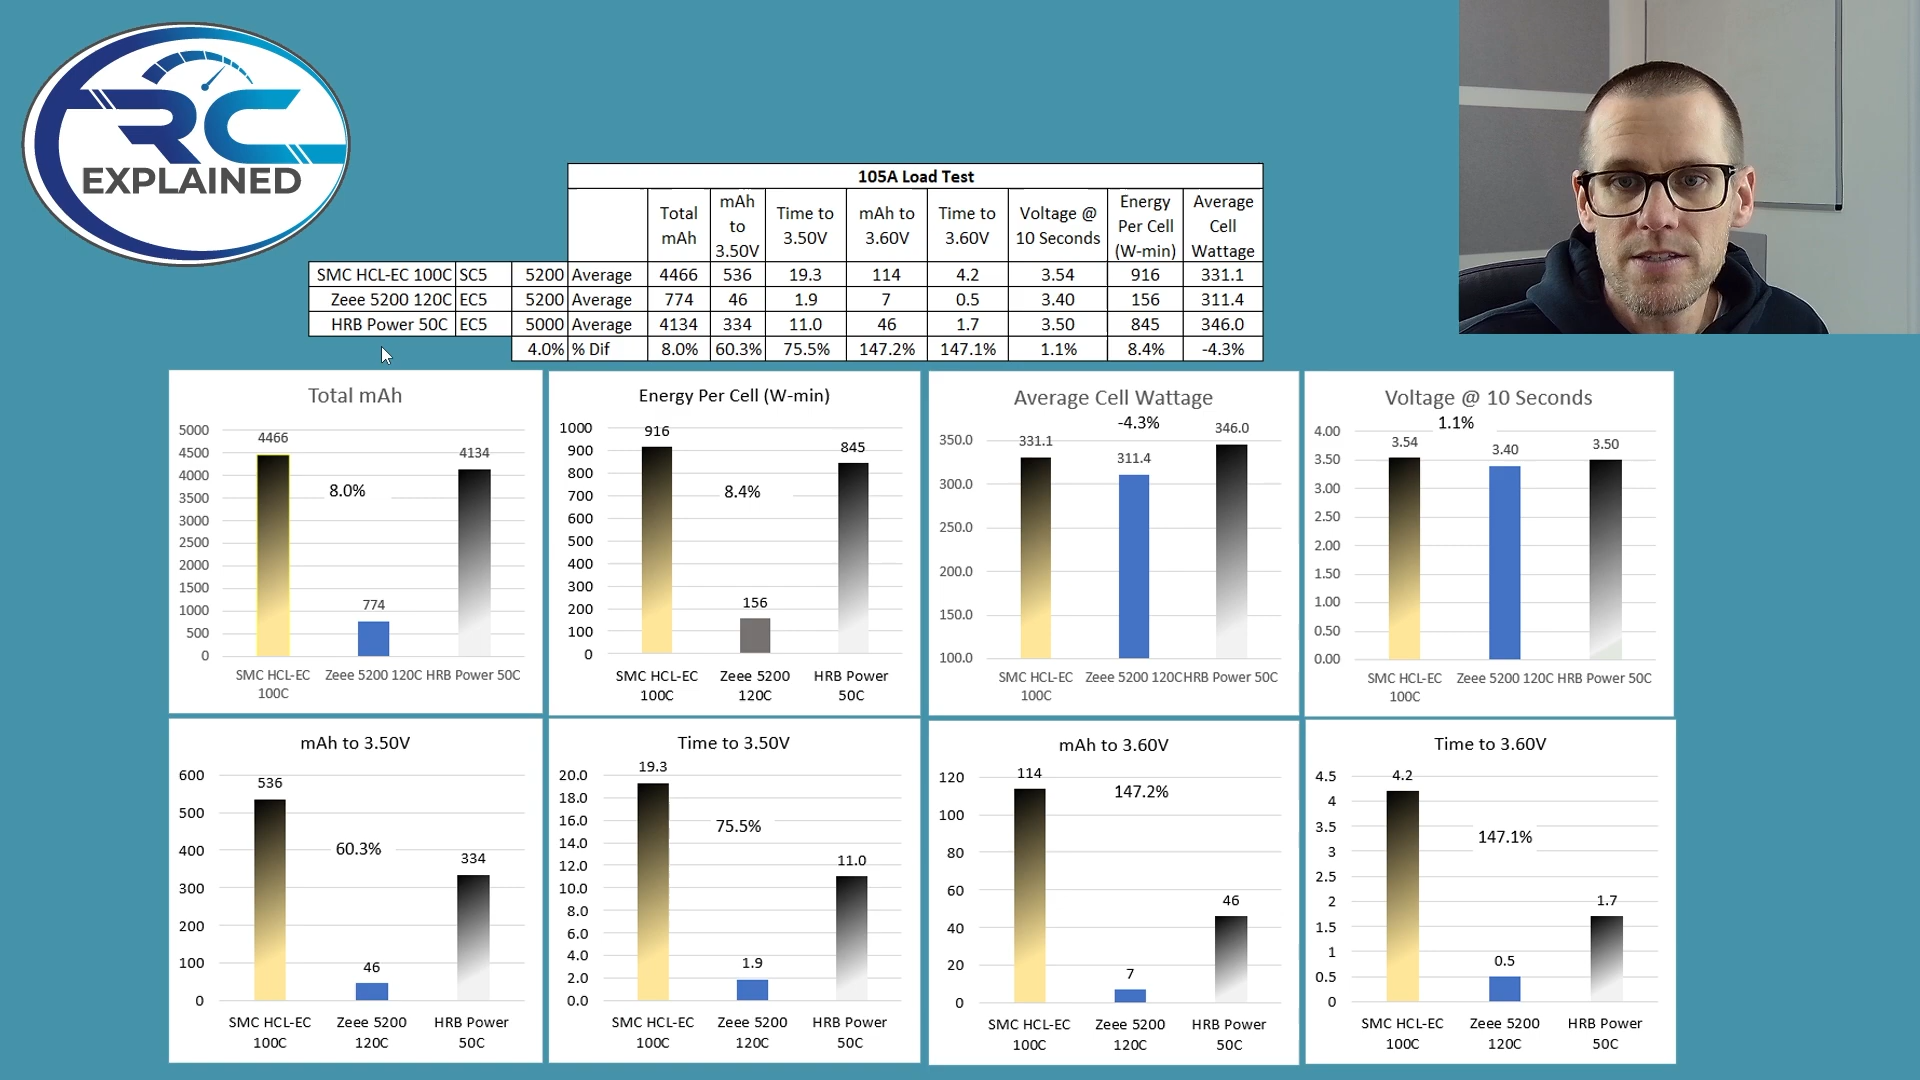 RC
EXPLAINED
105A Load Test
Total mAh | mAh to 3.50V | Time to 3.50V | mAh to 3.60V | Time to 3.60V | Voltage @ 10 Seconds | Energy Per Cell (W-min) | Average Cell Wattage
SMC HCL-EC 100C | SC5 | 5200 | Average | 4466 | 536 | 19.3 | 114 | 4.2 | 3.54 | 916 | 331.1
Zeee 5200 120C | EC5 | 5200 | Average | 774 | 46 | 1.9 | 7 | 0.5 | 3.40 | 156 | 311.4
HRB Power 50C | EC5 | 5000 | Average | 4134 | 334 | 11.0 | 46 | 1.7 | 3.50 | 845 | 346.0
4.0% | % Dif | 8.0% | 60.3% | 75.5% | 147.2% | 147.1% | 1.1% | 8.4% | -4.3%
Total mAh
5000
4500
4000
3500
3000
2500
2000
1500
1000
500
0
4466
8.0%
774
4134
SMC HCL-EC 100C
Zeee 5200 120C
HRB Power 50C
Energy Per Cell (W-min)
1000
900
800
700
600
500
400
300
200
100
0
916
8.4%
156
845
SMC HCL-EC 100C
Zeee 5200 120C
HRB Power 50C
Average Cell Wattage
-4.3%
350.0
300.0
250.0
200.0
150.0
100.0
331.1
311.4
346.0
SMC HCL-EC 100C
Zeee 5200 120C
HRB Power 50C
Voltage @ 10 Seconds
1.1%
4.00
3.50
3.00
2.50
2.00
1.50
1.00
0.50
0.00
3.54
3.40
3.50
SMC HCL-EC 100C
Zeee 5200 120C
HRB Power 50C
mAh to 3.50V
600
500
400
300
200
100
0
536
60.3%
46
334
SMC HCL-EC 100C
Zeee 5200 120C
HRB Power 50C
Time to 3.50V
20.0
18.0
16.0
14.0
12.0
10.0
8.0
6.0
4.0
2.0
0.0
19.3
75.5%
1.9
11.0
SMC HCL-EC 100C
Zeee 5200 120C
HRB Power 50C
mAh to 3.60V
120
100
80
60
40
20
0
114
147.2%
7
46
SMC HCL-EC 100C
Zeee 5200 120C
HRB Power 50C
Time to 3.60V
4.5
4
3.5
3
2.5
2
1.5
1
0.5
0
4.2
147.1%
0.5
1.7
SMC HCL-EC 100C
Zeee 5200 120C
HRB Power 50C